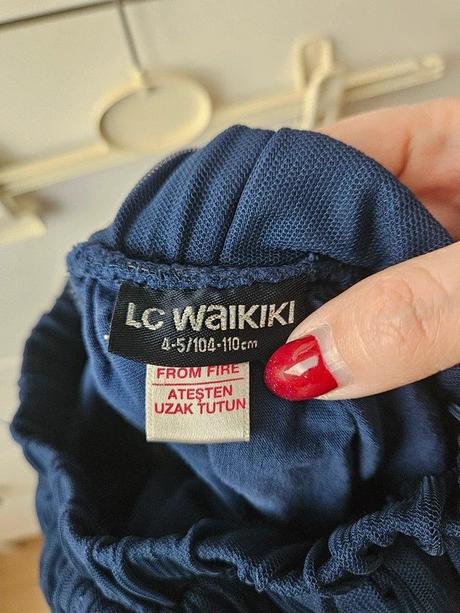 LC WAIKIKI
4-5/104-110cm
FROM FIRE
ATEŞTEN
UZAK TUTUN